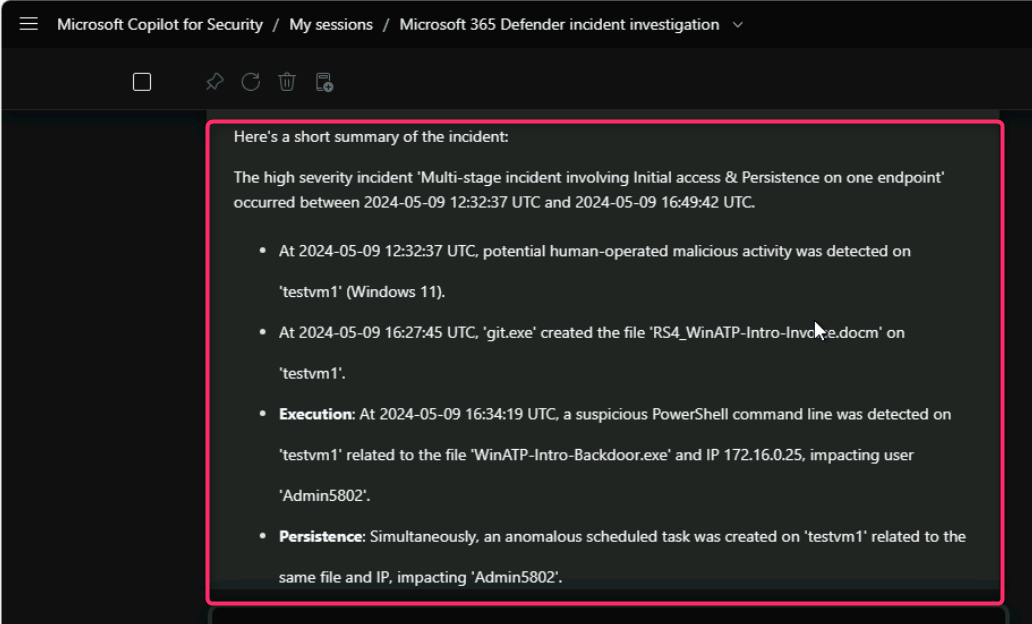 Microsoft Copilot for Security / My sessions / Microsoft 365 Defender incident investigation
Here's a short summary of the incident:
The high severity incident 'Multi-stage incident involving Initial access & Persistence on one endpoint'
occurred between 2024-05-09 12:32:37 UTC and 2024-05-09 16:49:42 UTC.
• At 2024-05-09 12:32:37 UTC, potential human-operated malicious activity was detected on
'testvm1' (Windows 11).
• At 2024-05-09 16:27:45 UTC, 'git.exe' created the file 'RS4_WinATP-Intro-Invoice.docm' on
'testvm1'.
• Execution: At 2024-05-09 16:34:19 UTC, a suspicious PowerShell command line was detected on
'testvm1' related to the file 'WinATP-Intro-Backdoor.exe' and IP 172.16.0.25, impacting user
'Admin5802'.
• Persistence: Simultaneously, an anomalous scheduled task was created on 'testvm1' related to the
same file and IP, impacting 'Admin5802'.